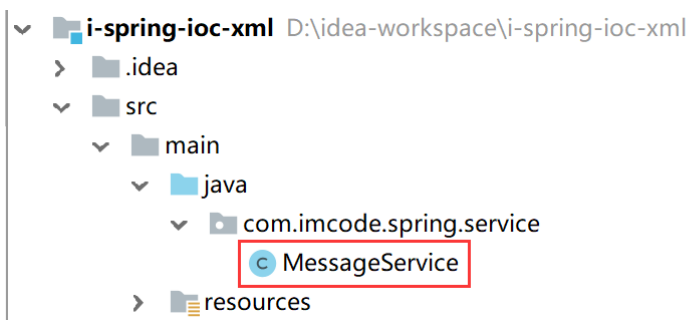 i-spring-ioc-xml D:\idea-workspace\i-spring-ioc-xml
.idea
src
main
java
com.imcode.spring.service
C MessageService
resources